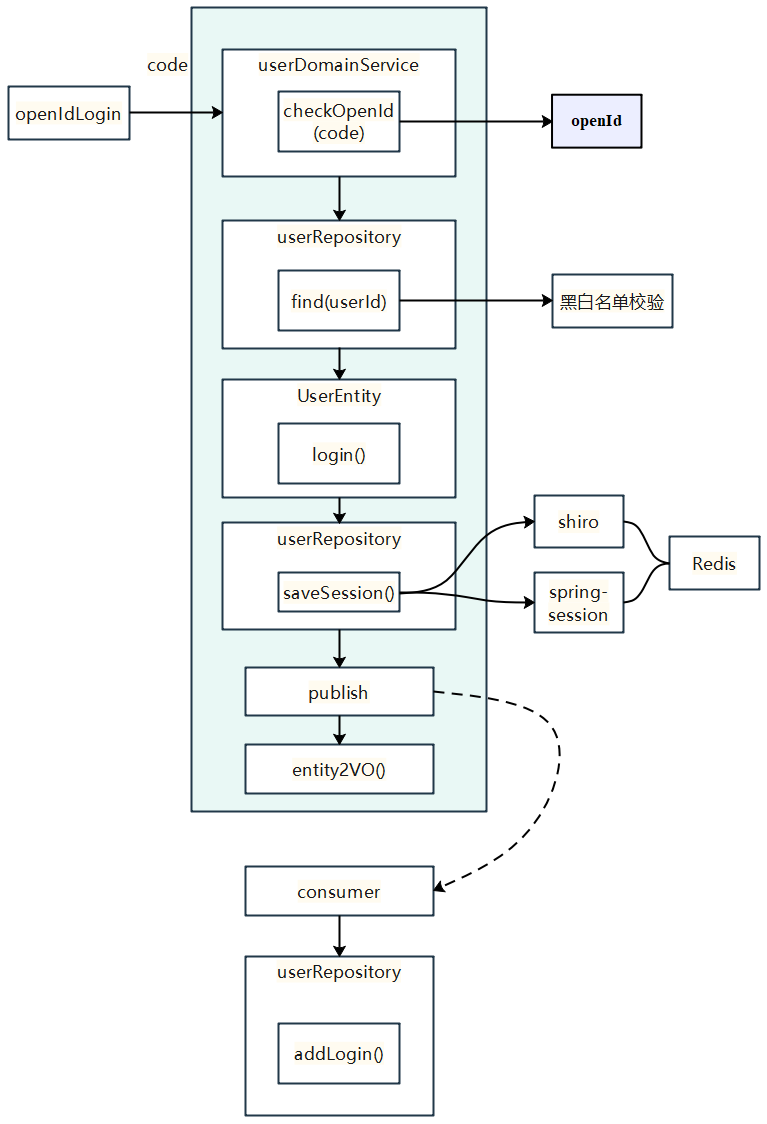 code
userDomainService
openIdLogin
checkOpenId
(code)
openId
userRepository
find(userId)
黑白名单校验
UserEntity
login()
userRepository
saveSession()
shiro
spring-
session
Redis
publish
entity2VO()
consumer
userRepository
addLogin()